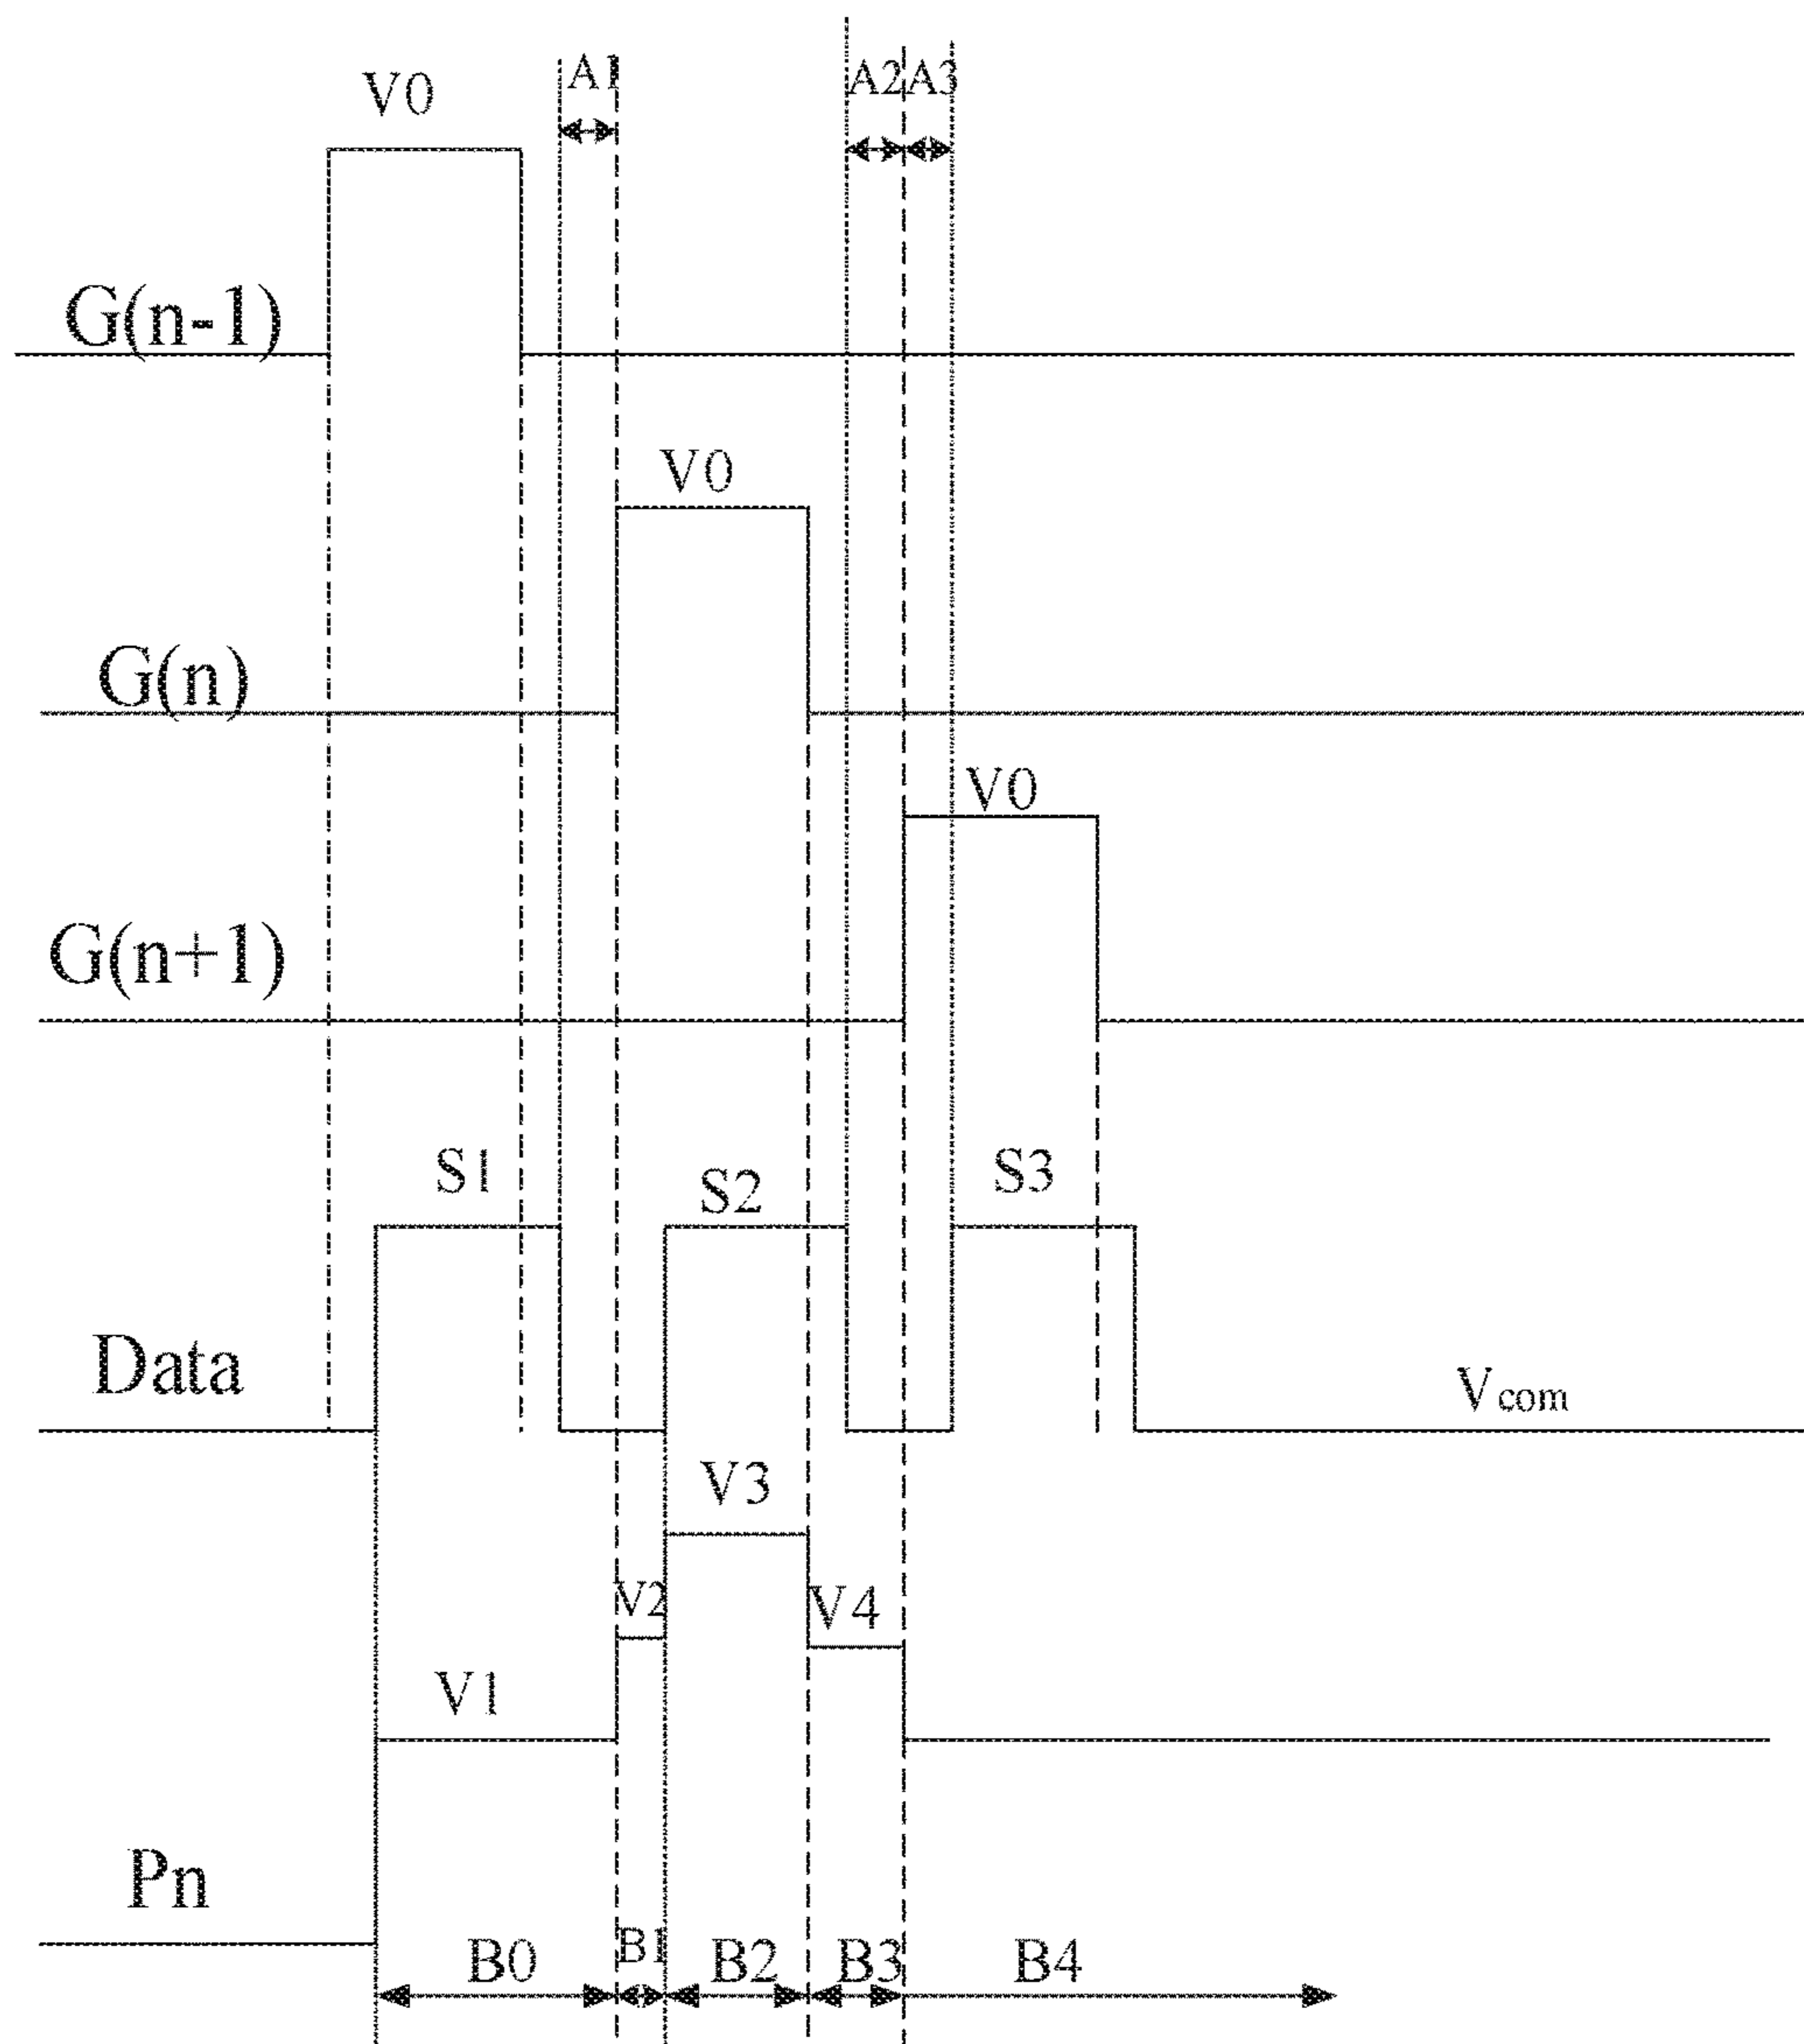 A1
A2 A3
V0
G(n-1)
V0
G(n)
V0
G(n+1)
S1 S2 S3
Data
Vcom
V3
V2 V4
V1
Pn
B0 B1 B2 B3 B4